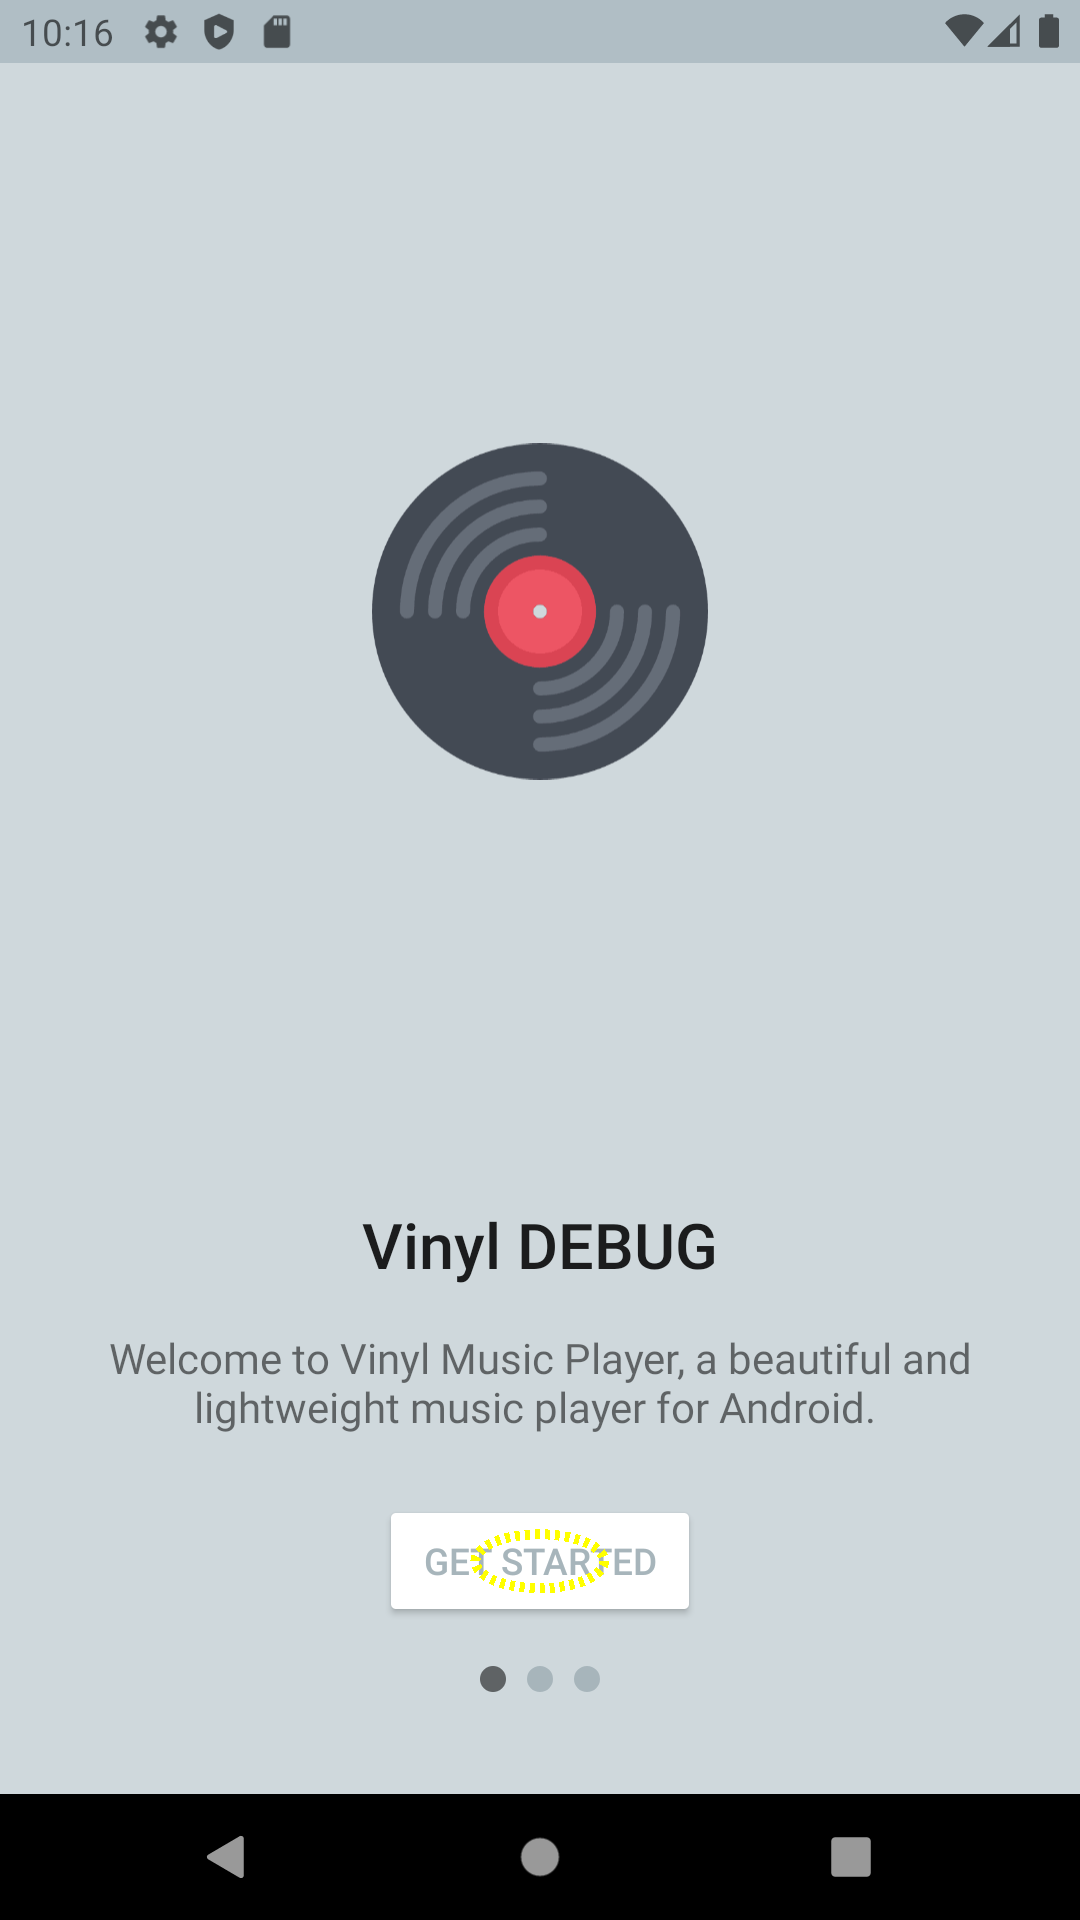 10:16
Vinyl DEBUG
Welcome to Vinyl Music Player, a beautiful and
lightweight music player for Android.
GET STARTED